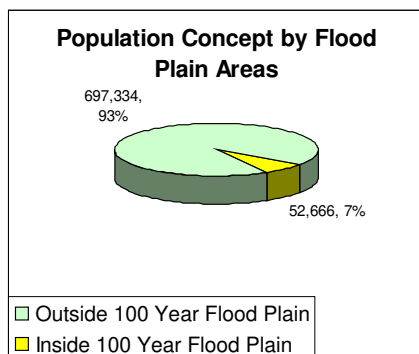 Population Concept by Flood
Plain Areas
697,334,
93%
52,666, 7%
Outside 100 Year Flood Plain
Inside 100 Year Flood Plain